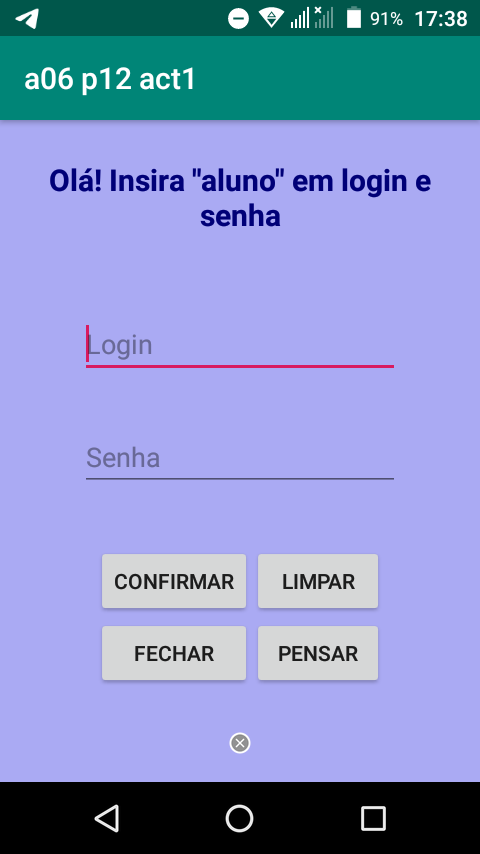 91% 17:38
a06 p12 act1
Olá! Insira "aluno" em login e
senha
Login
Senha
CONFIRMAR LIMPAR
FECHAR PENSAR